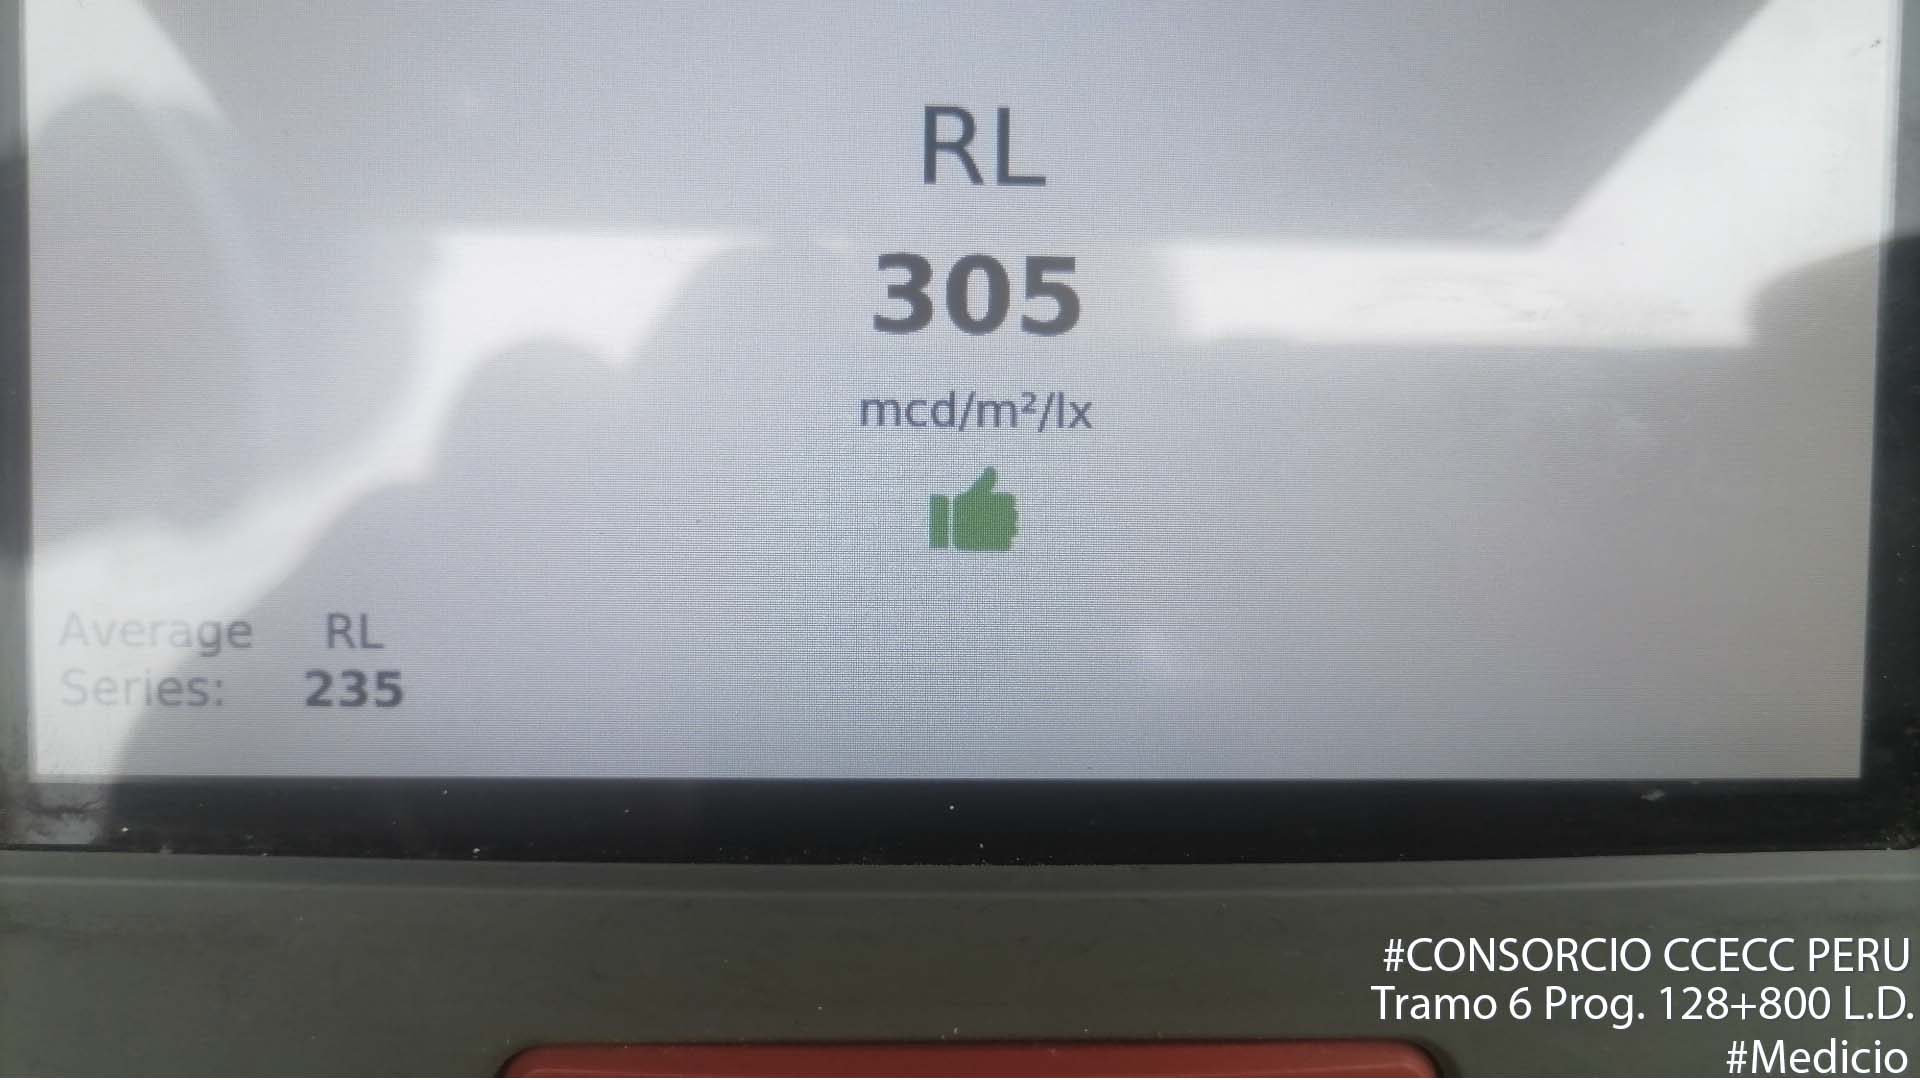 RL
305
mcd/m²/lx
Average RL
Series: 235
#CONSORCIO CCECC PERU
Tramo 6 Prog. 128+800 L.D.
#Medicio